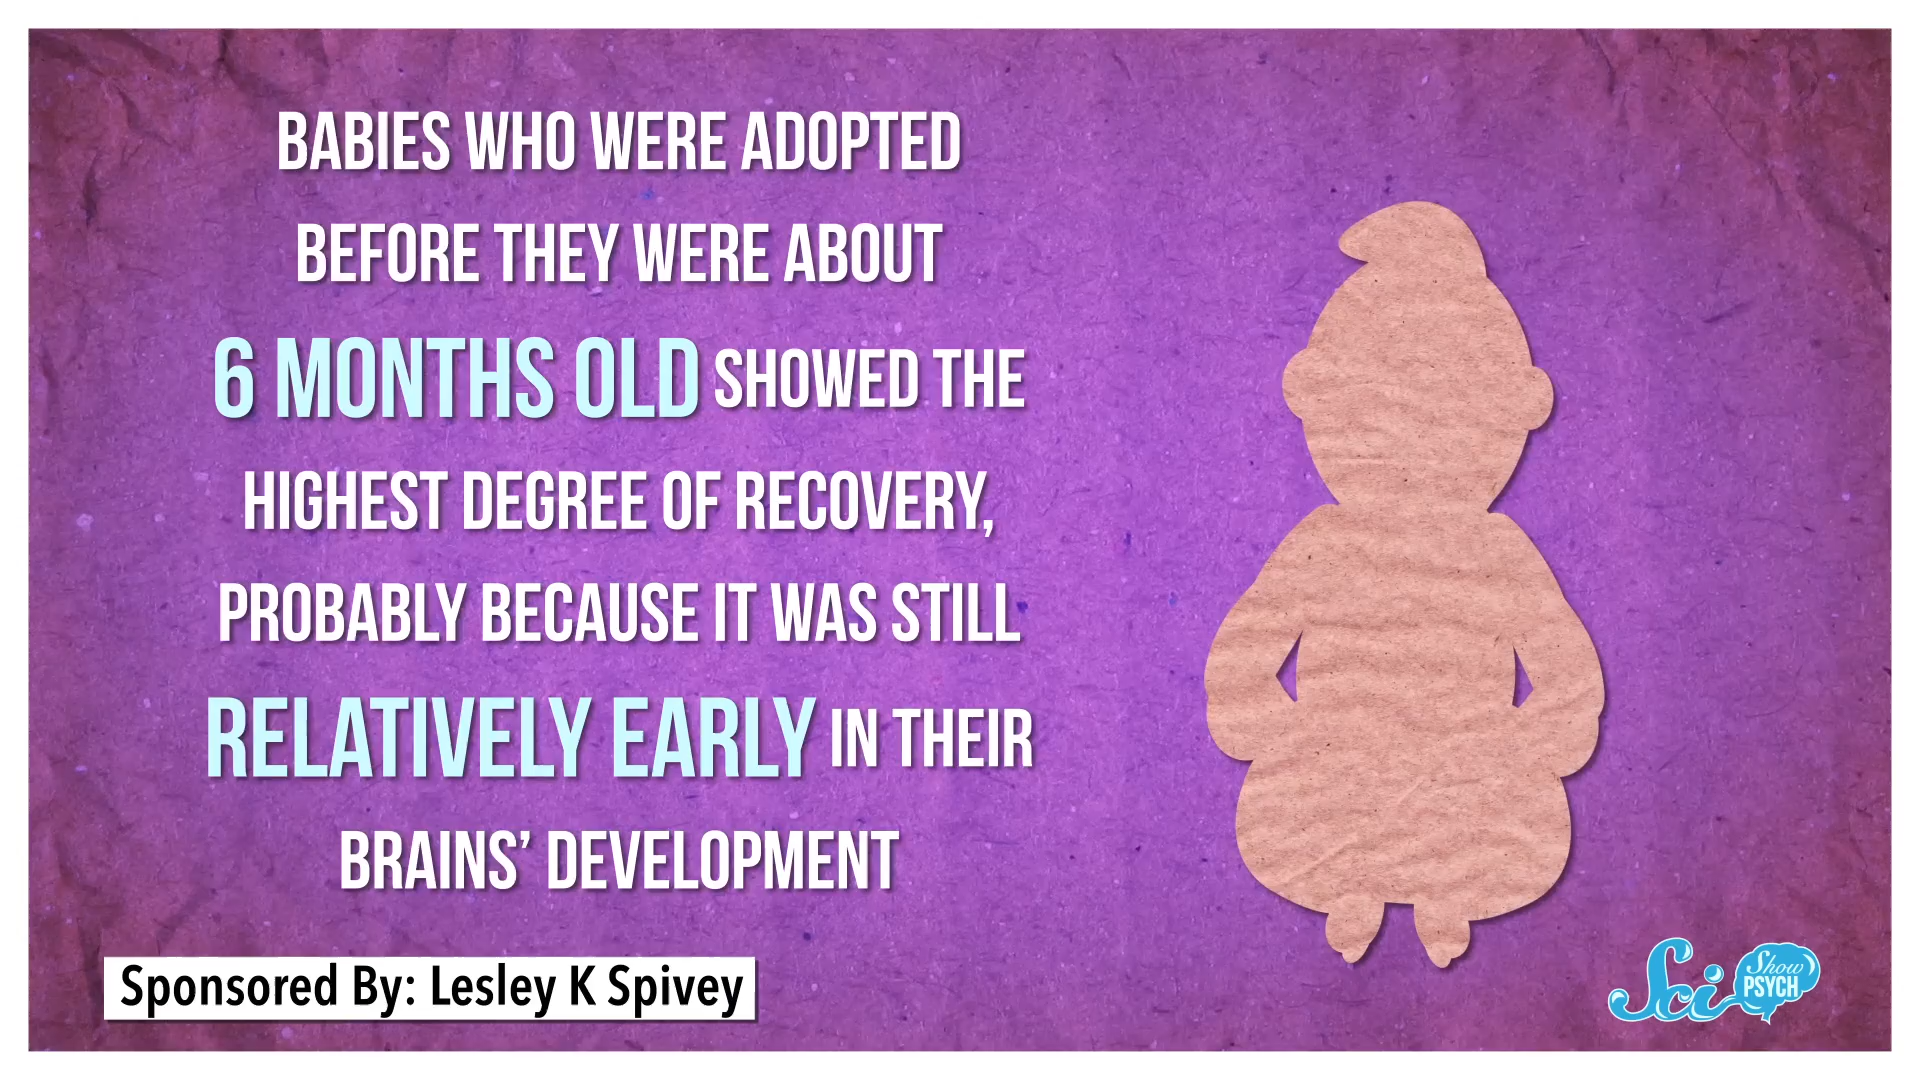 BABIES WHO WERE ADOPTED
BEFORE THEY WERE ABOUT
6 MONTHS OLD SHOWED THE
HIGHEST DEGREE OF RECOVERY,
PROBABLY BECAUSE IT WAS STILL
RELATIVELY EARLY IN THEIR
BRAINS’ DEVELOPMENT
Sponsored By: Lesley K Spivey
Sci Show
PSYCH